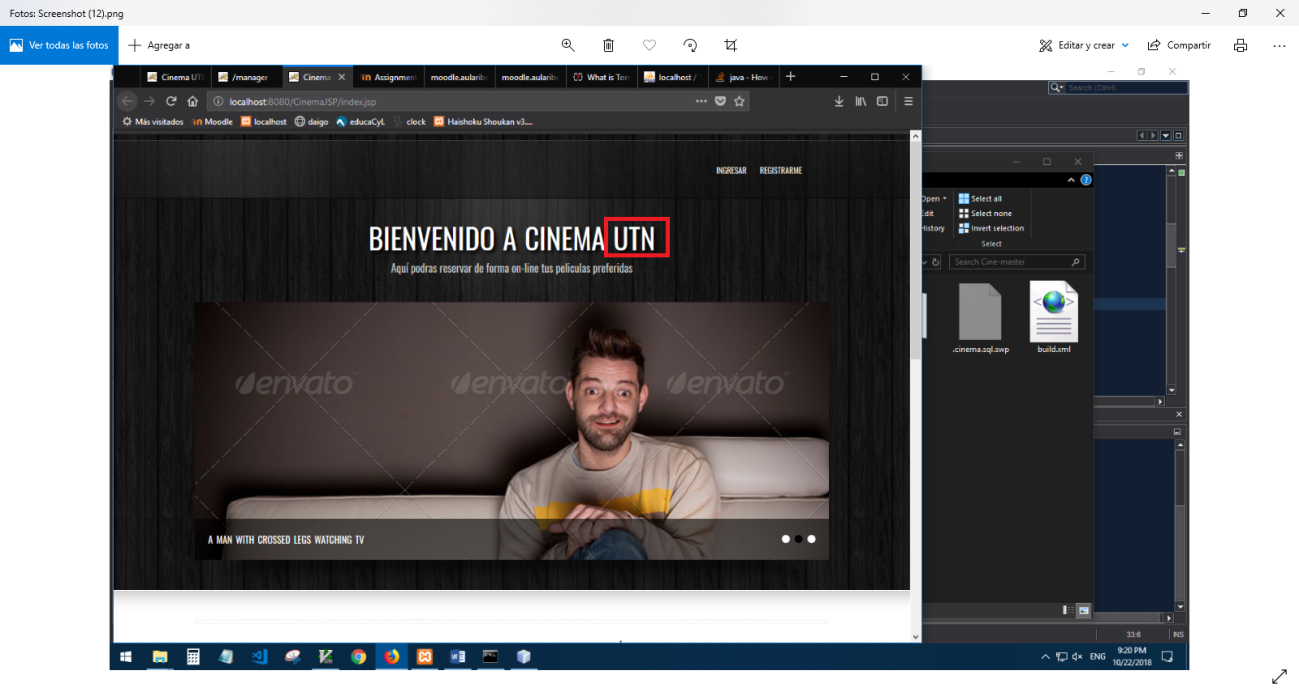 Fotos: Screenshot (12).png
Ver todas las fotos
Agregar a
Editar y crear
Compartir
/manager
Cinema
Assignment
moodle.aularib
moodle.aularib
What is Tom
localhost /
java - How
localhost:8080/CinemaJSP/index.jsp
Más visitados
Moodle
localhost
daigo
educaCyL
clock
Haishoku Shoukan v3....
Search (Ctrl+I)
INGRESAR
REGISTRARME
BIENVENIDO A CINEMA UTN
Aquí podras reservar de forma on-line tus peliculas preferidas
envato
envato
envato
A MAN WITH CROSSED LEGS WATCHING TV
Select all
Select none
Invert selection
Select
Search Cine-master
.cinema.sql.swp
build.xml
33:6
INS
ENG
9:20 PM
10/22/2018